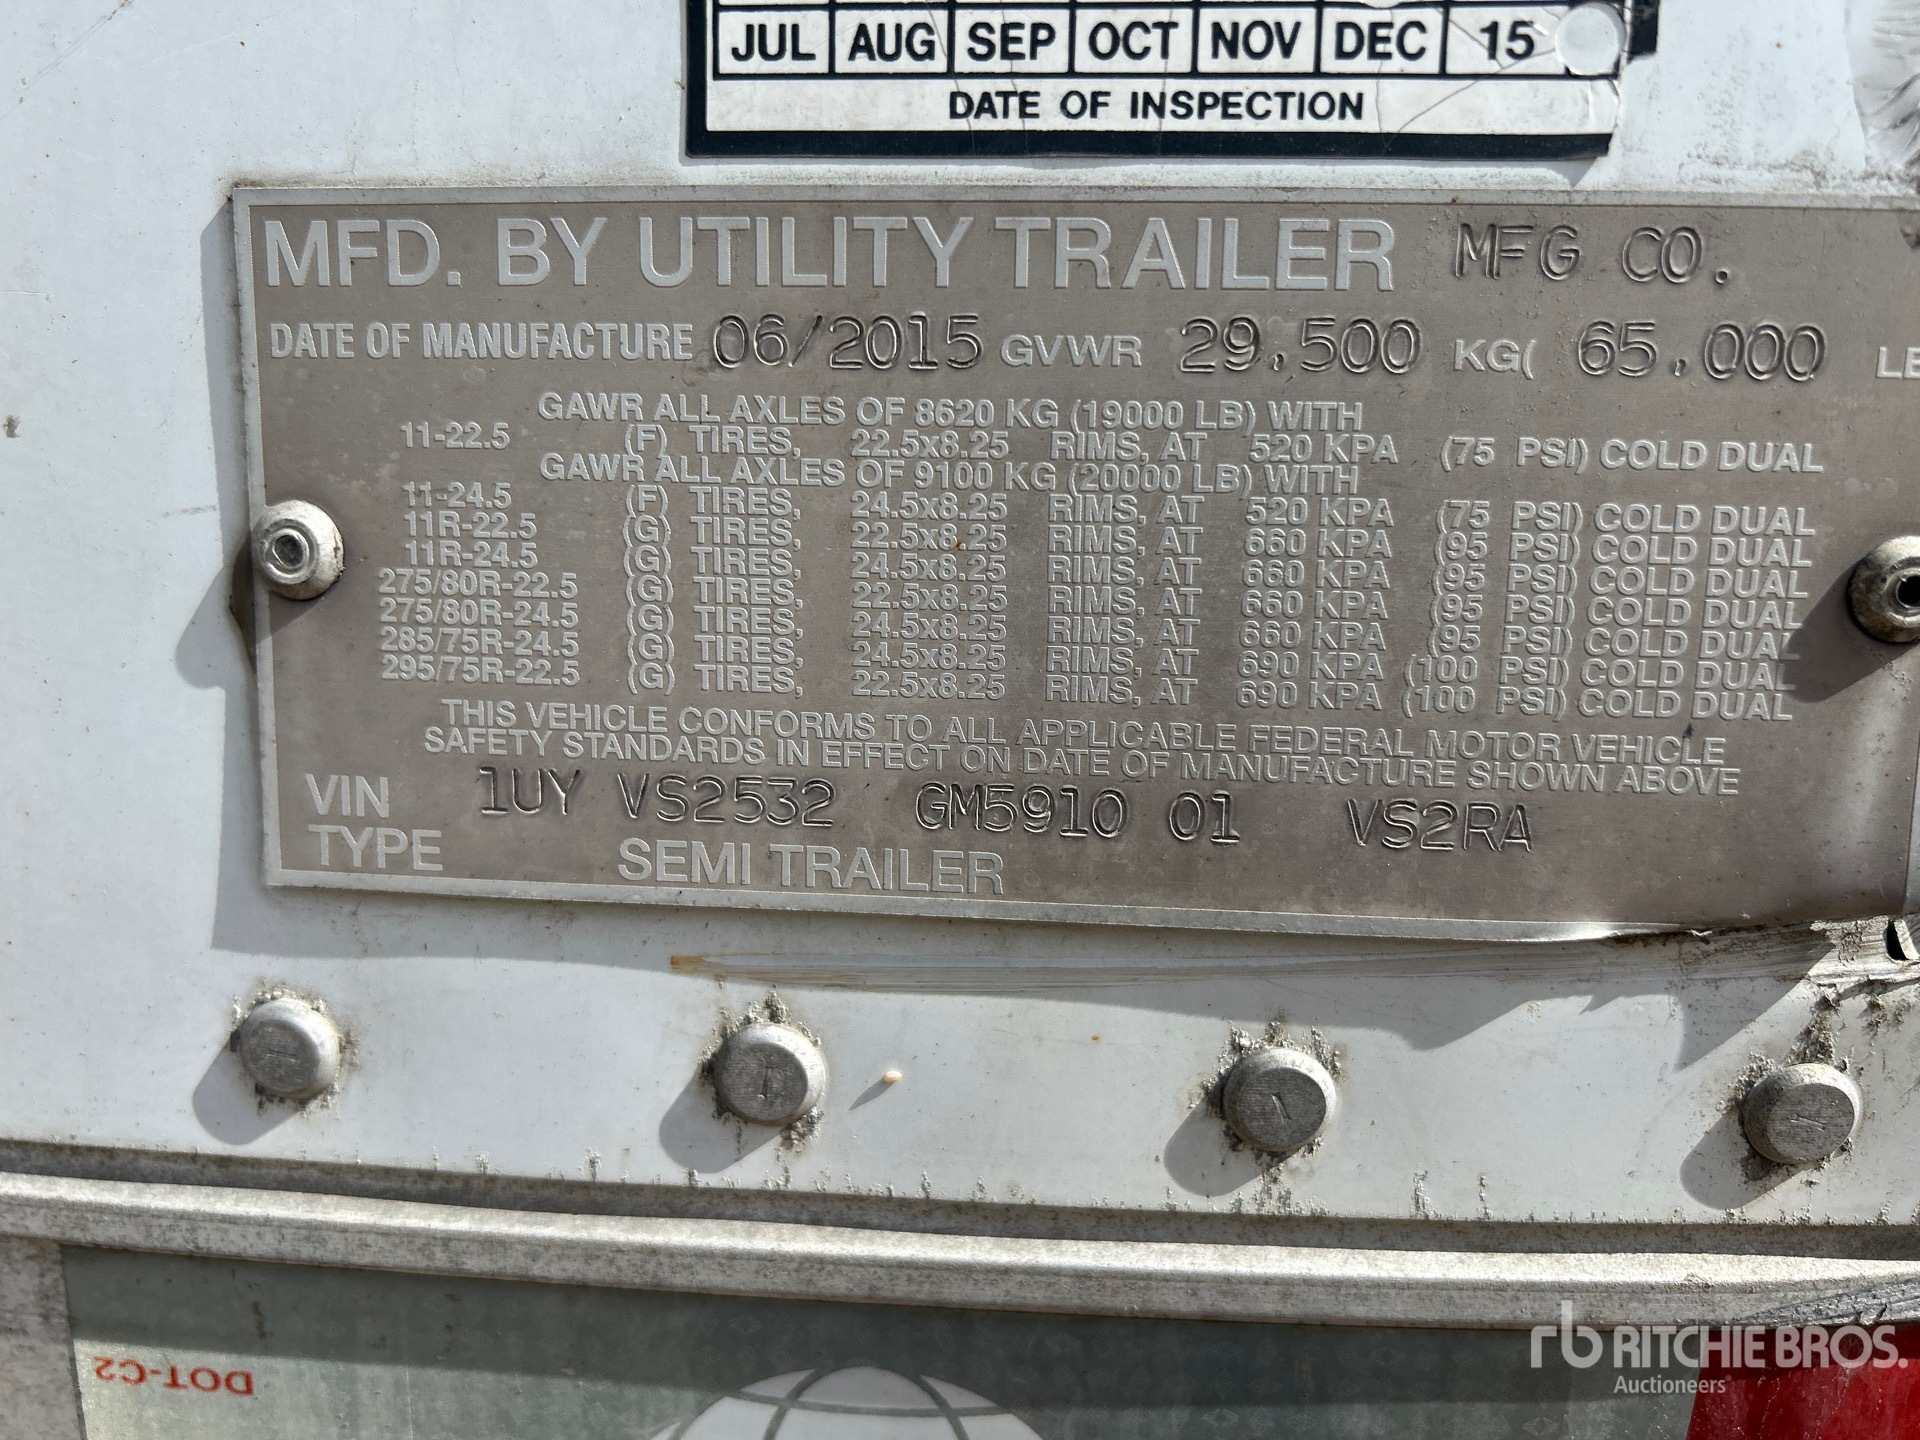 JUL AUG SEP OCT NOV DEC 15
DATE OF INSPECTION
MFD. BY UTILITY TRAILER MFG CO.
DATE OF MANUFACTURE 06/2015 GVWR 29,500 KG( 65,000
GAWR ALL AXLES OF 8620 KG (19000 LB) WITH
11-22.5 (F) TIRES, 22.5x8.25 RIMS, AT 520 KPA (75 PSI) COLD DUAL
GAWR ALL AXLES OF 9100 KG (20000 LB) WITH
11-24.5 (F) TIRES, 24.5x8.25 RIMS, AT 520 KPA (75 PSI) COLD DUAL
11R-22.5 (G) TIRES, 22.5x8.25 RIMS, AT 660 KPA (95 PSI) COLD DUAL
11R-24.5 (G) TIRES, 24.5x8.25 RIMS, AT 660 KPA (95 PSI) COLD DUAL
275/80R-22.5 (G) TIRES, 22.5x8.25 RIMS, AT 660 KPA (95 PSI) COLD DUAL
275/80R-24.5 (G) TIRES, 24.5x8.25 RIMS, AT 660 KPA (95 PSI) COLD DUAL
285/75R-24.5 (G) TIRES, 24.5x8.25 RIMS, AT 690 KPA (100 PSI) COLD DUAL
295/75R-22.5 (G) TIRES, 22.5x8.25 RIMS, AT 690 KPA (100 PSI) COLD DUAL
THIS VEHICLE CONFORMS TO ALL APPLICABLE FEDERAL MOTOR VEHICLE
SAFETY STANDARDS IN EFFECT ON DATE OF MANUFACTURE SHOWN ABOVE
VIN 1UY VS2532 GM5910 01 VS2RA
TYPE SEMI TRAILER
DOT-C2
rb RITCHIE BROS.
Auctioneers